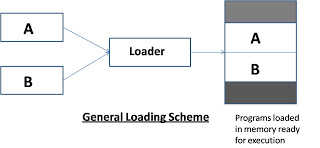 A
B
Loader
A
B
General Loading Scheme
Programs loaded
in memory ready
for execution